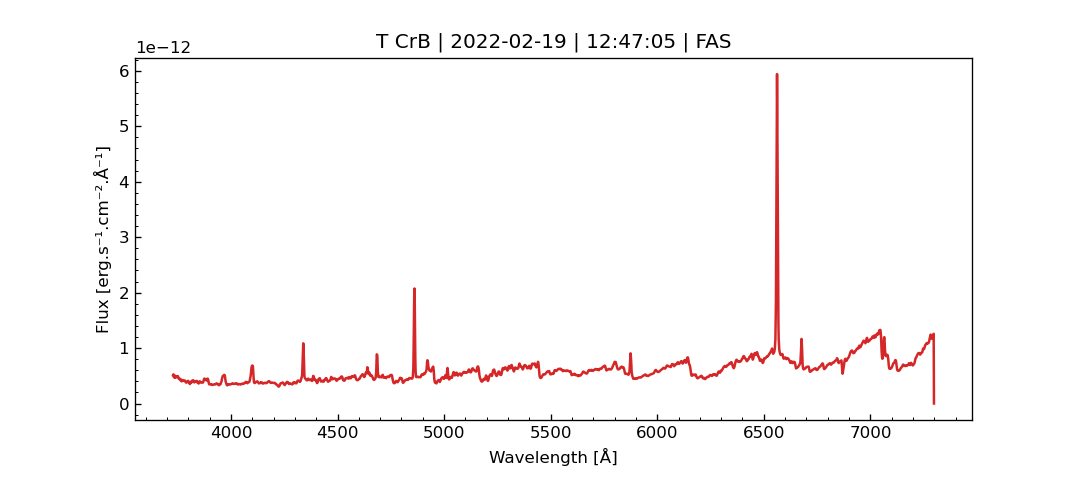 T CrB | 2022-02-19 | 12:47:05 | FAS
1e−12
6
5
4
3
2
1
0
Flux [erg.s⁻¹.cm⁻².Å⁻¹]
4000 4500 5000 5500 6000 6500 7000
Wavelength [Å]